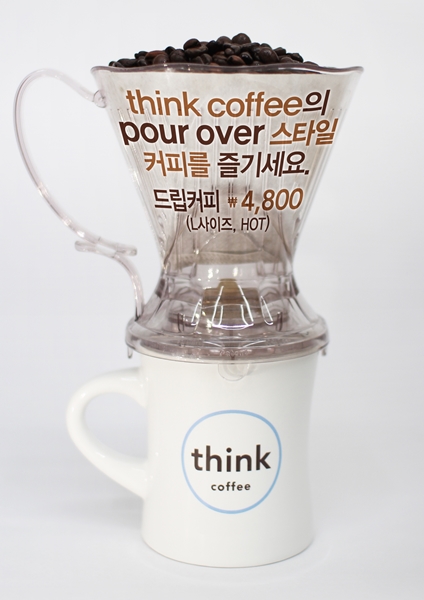 think coffee의
pour over 스타일
커피를 즐기세요.
드립커피 ₩4,800
(L사이즈, HOT)
think
coffee